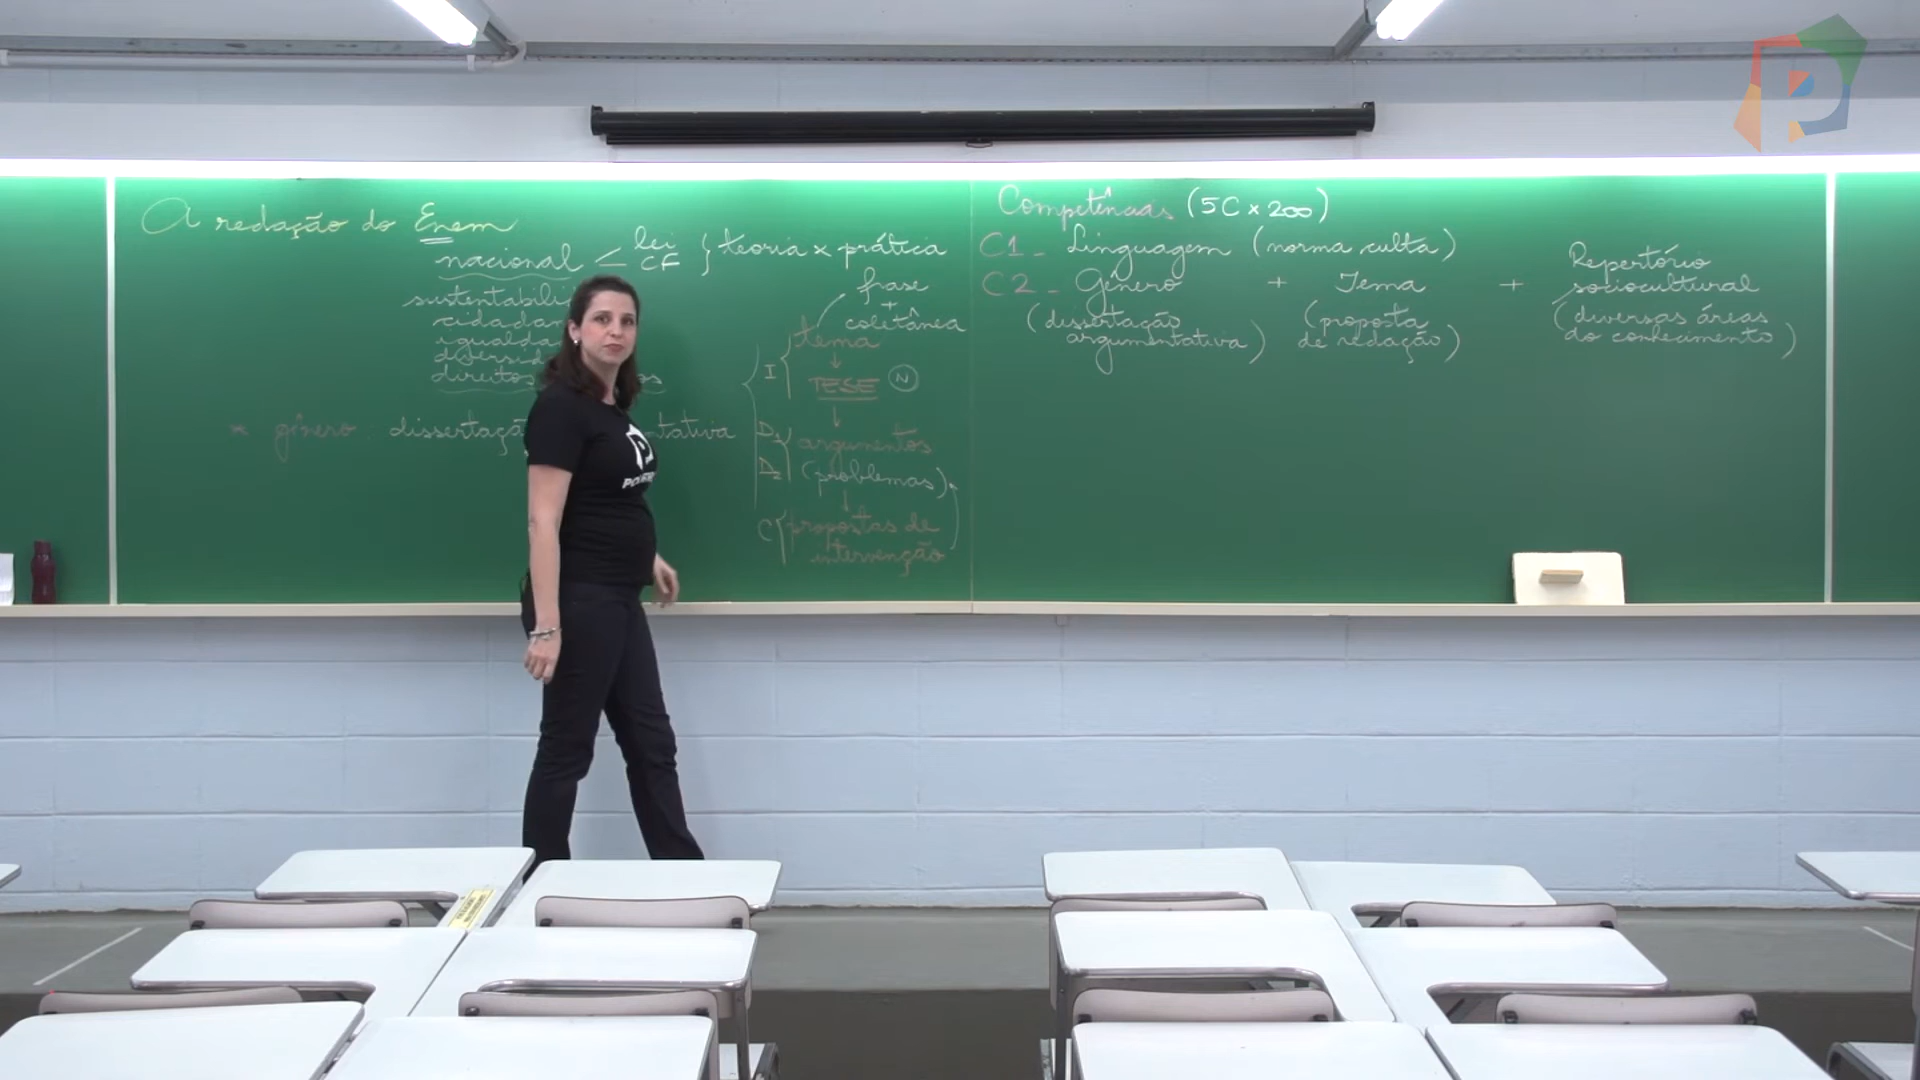 A redação do Enem
nacional < lei
CF } teoria x prática
sustentabili
cidadan
igualda
diversid
direitos
* gênero: dissertaçã ntativa
frase
+
coletânea
I { tema
↓
TESE (N)
↓
D1 } argumentos
D2 } (problemas)
↓
C { propostas de
intervenção
Competências (5C x 200)
C1 - Linguagem (norma culta)
C2 - Gênero + Tema + Repertório
sociocultural
(dissertação
argumentativa) (proposta
de redação) (diversas áreas
do conhecimento)
P